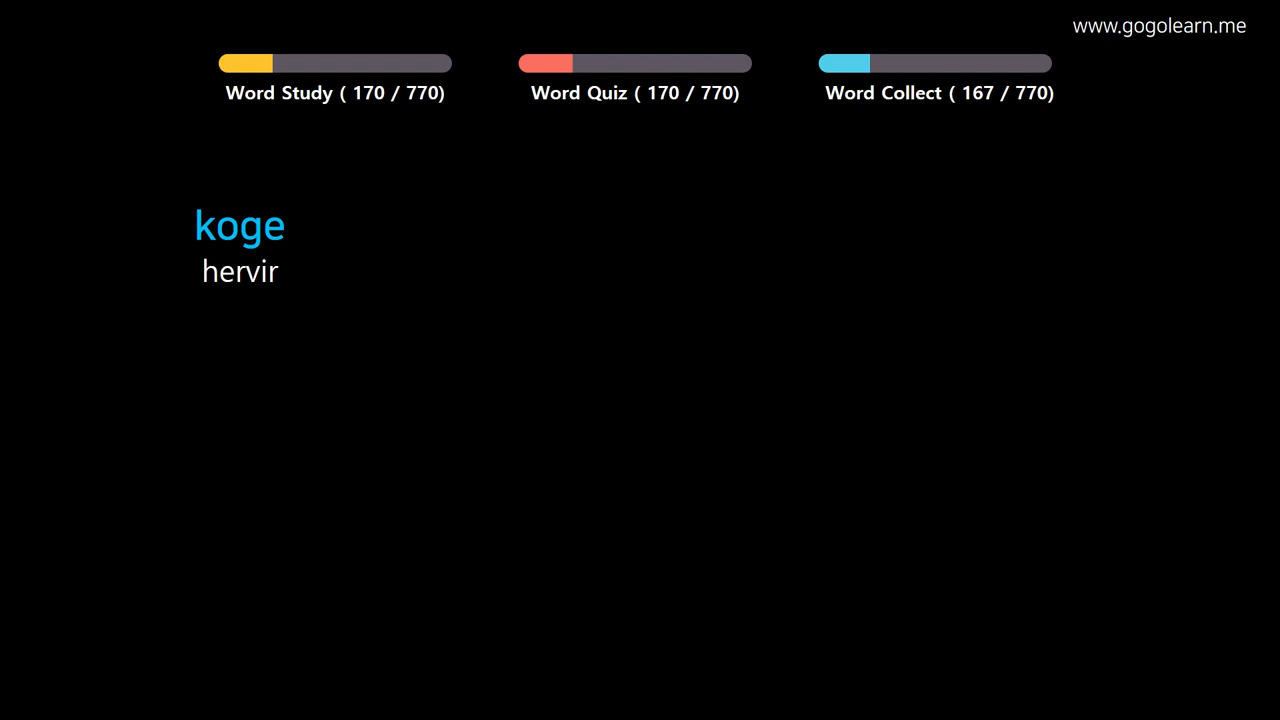 www.gogolearn.me
Word Study ( 170 / 770)
Word Quiz ( 170 / 770)
Word Collect ( 167 / 770)
koge
hervir